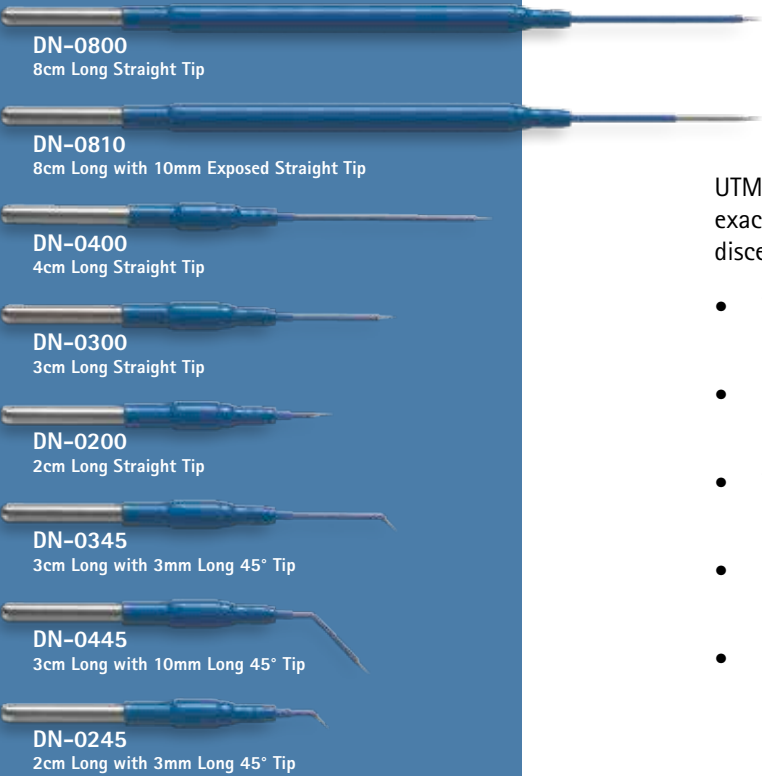 DN-0800
8cm Long Straight Tip
DN-0810
8cm Long with 10mm Exposed Straight Tip
DN-0400
4cm Long Straight Tip
DN-0300
3cm Long Straight Tip
DN-0200
2cm Long Straight Tip
DN-0345
3cm Long with 3mm Long 45° Tip
DN-0445
3cm Long with 10mm Long 45° Tip
DN-0245
2cm Long with 3mm Long 45° Tip
UTM
exac
disce
•
•
•
•
•